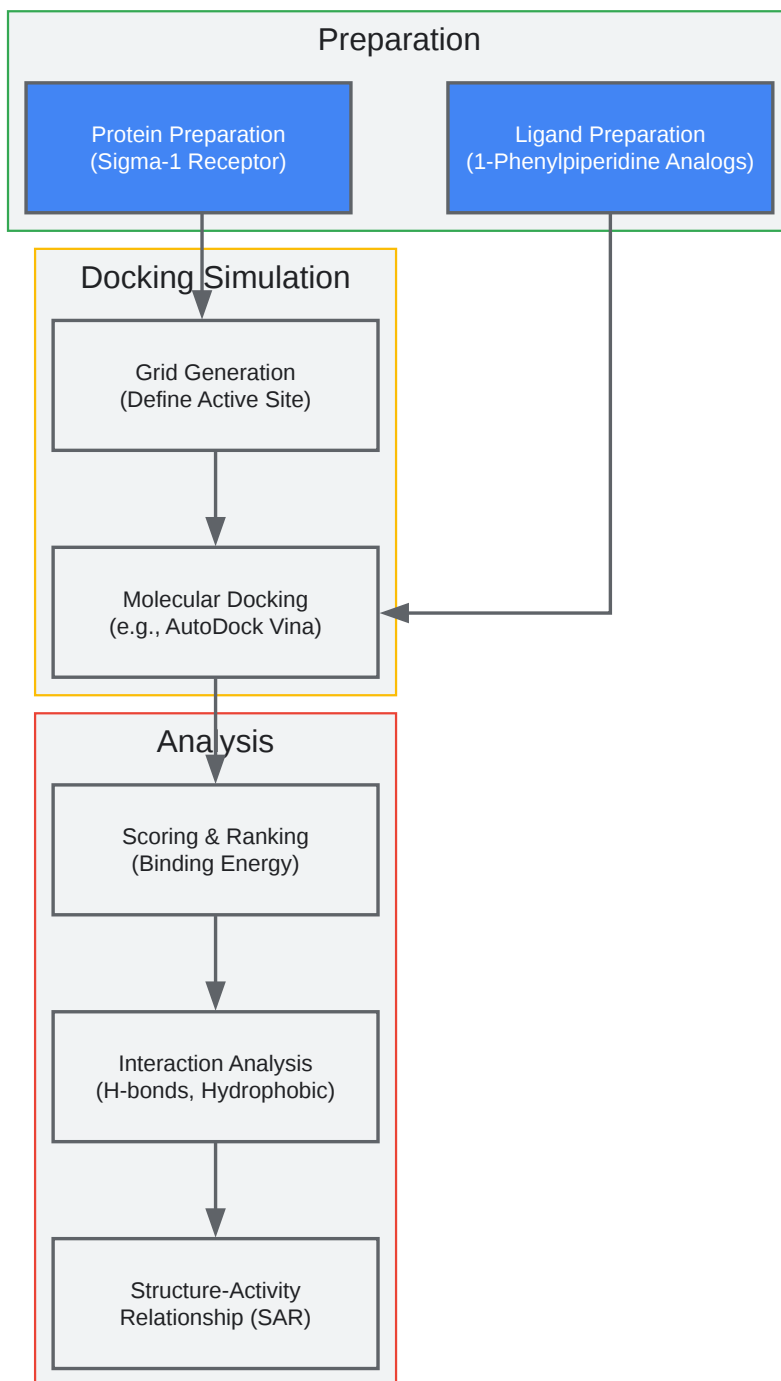 Preparation
Protein Preparation
(Sigma-1 Receptor)
Ligand Preparation
(1-Phenylpiperidine Analogs)
Docking Simulation
Grid Generation
(Define Active Site)
Molecular Docking
(e.g., AutoDock Vina)
Analysis
Scoring & Ranking
(Binding Energy)
Interaction Analysis
(H-bonds, Hydrophobic)
Structure-Activity
Relationship (SAR)